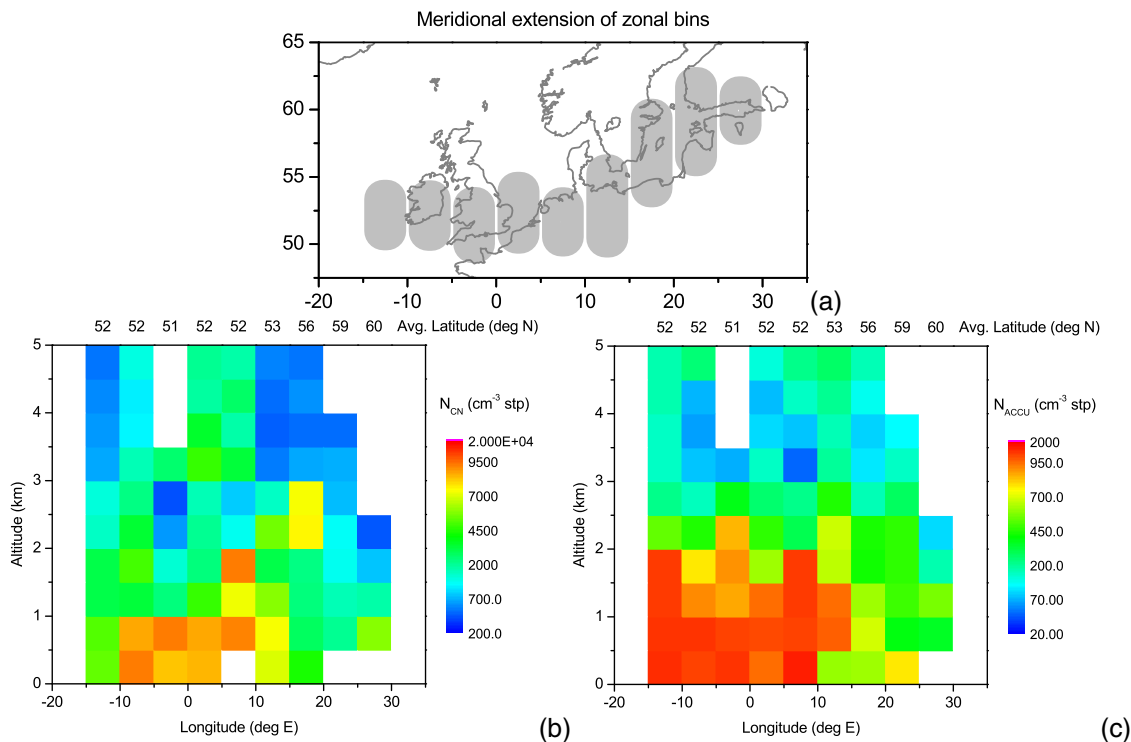 Meridional extension of zonal bins
65
60
55
50
-20 -10 0 10 20 30
(a)
52 52 51 52 52 53 56 59 60 Avg. Latitude (deg N)
5
4
3
2
1
0
Altitude (km)
-20 -10 0 10 20 30
Longitude (deg E)
N_CN (cm⁻³ stp)
2.000E+04
9500
7000
4500
2000
700.0
200.0
(b)
52 52 51 52 52 53 56 59 60 Avg. Latitude (deg N)
5
4
3
2
1
0
Altitude (km)
-20 -10 0 10 20 30
Longitude (deg E)
N_ACCU (cm⁻³ stp)
2000
950.0
700.0
450.0
200.0
70.00
20.00
(c)